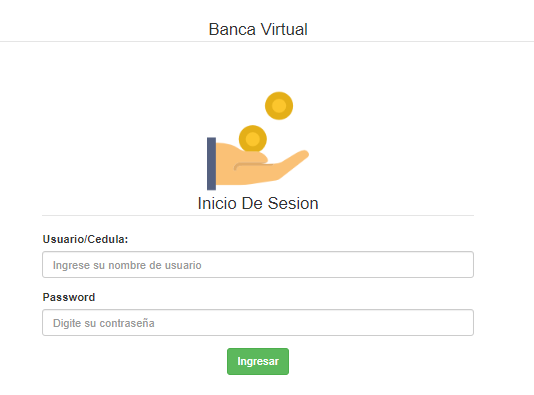 Banca Virtual
Inicio De Sesion
Usuario/Cedula:
Ingrese su nombre de usuario
Password
Digite su contraseña
Ingresar